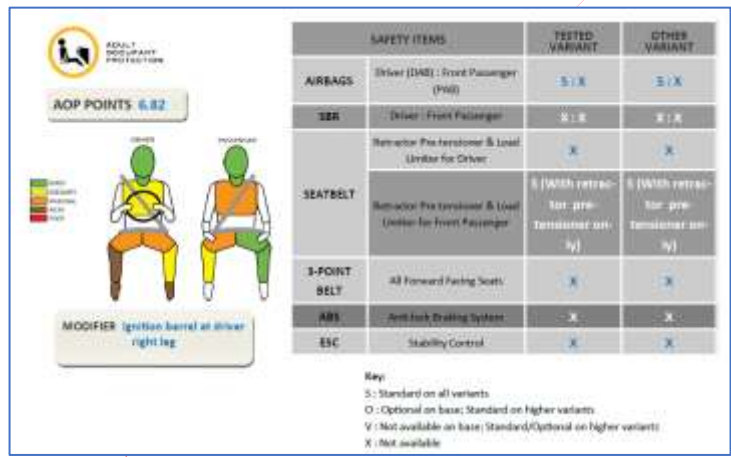 ADULT
OCCUPANT
PROTECTION
AOP POINTS 6.82
DRIVER
PASSENGER
GOOD
ADEQUATE
MARGINAL
WEAK
POOR
MODIFIER Ignition barrel at driver
right leg
SAFETY ITEMS
TESTED
VARIANT
OTHER
VARIANT
AIRBAGS
Driver (DAB) : Front Passenger
(PAB)
S : X
S : X
SBR
Driver : Front Passenger
X : X
X : X
SEATBELT
Retractor Pre-tensioner & Load
Limiter for Driver
X
X
Retractor Pre-tensioner & Load
Limiter for Front Passenger
S (With retrac-
tor pre-
tensioner on-
ly)
S (With retrac-
tor pre-
tensioner on-
ly)
3-POINT
BELT
All Forward Facing Seats
X
X
ABS
Anti-lock Braking System
X
X
ESC
Stability Control
X
X
Key:
S : Standard on all variants
O : Optional on base; Standard on higher variants
V : Not available on base; Standard/Optional on higher variants
X : Not available